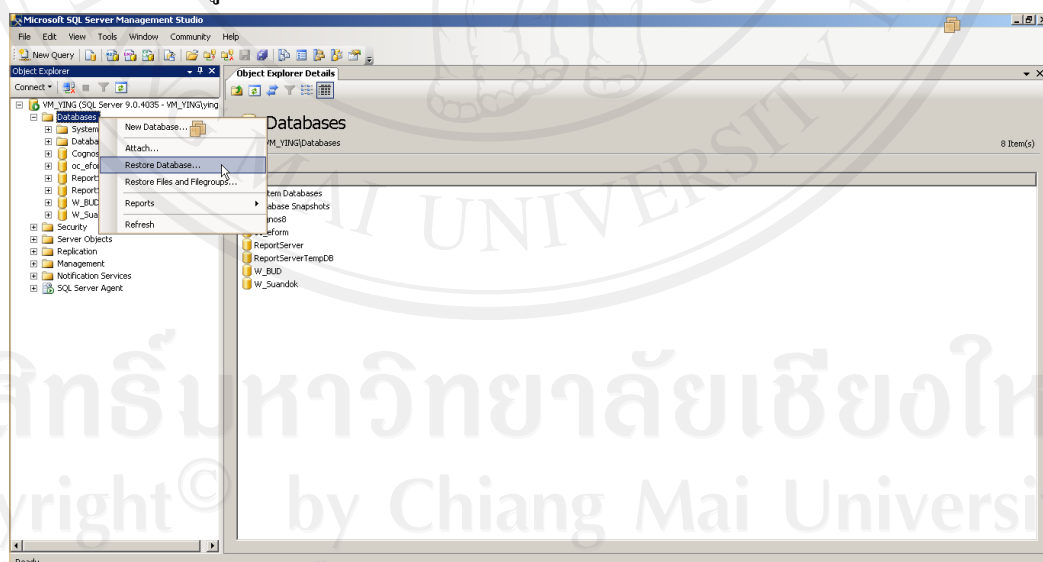 Microsoft SQL Server Management Studio
File Edit View Tools Window Community Help
New Query
Object Explorer
Connect
VM_YING (SQL Server 9.0.4035 - VM_YING\ying
Databases
System
Databa
Cognos
oc_efor
Report
Report
W_BUD
W_Sua
Security
Server Objects
Replication
Management
Notification Services
SQL Server Agent
New Database...
Attach...
Restore Database...
Restore Files and Filegroups...
Reports
Refresh
Object Explorer Details
Databases
VM_YING\Databases
8 Item(s)
tem Databases
abase Snapshots
nos8
oc_eform
ReportServer
ReportServerTempDB
W_BUD
W_Suandok
Ready
MAI UNIVERSITY
สิทธิ์มหาวิทยาลัยเชียงให
yright© by Chiang Mai Universi